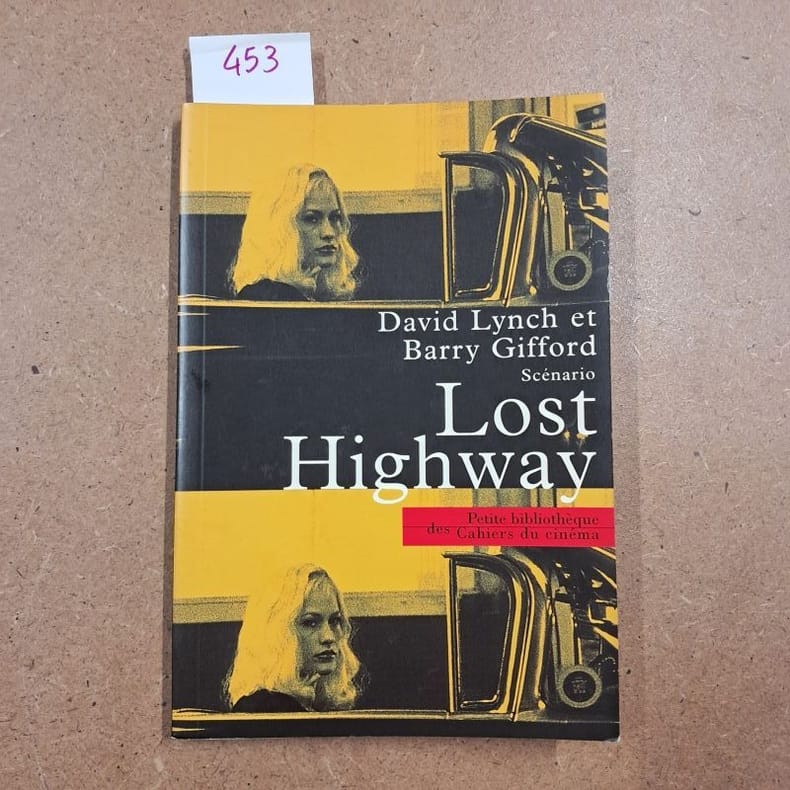 453
David Lynch et
Barry Gifford
Scénario
Lost
Highway
Petite bibliothèque
des Cahiers du cinéma